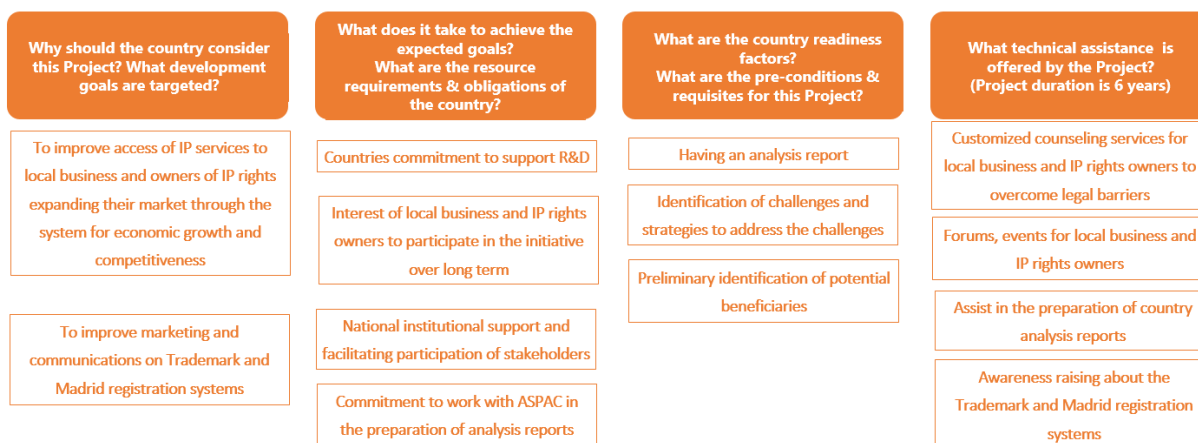 Why should the country consider
this Project? What development
goals are targeted?
To improve access of IP services to
local business and owners of IP rights
expanding their market through the
system for economic growth and
competitiveness
To improve marketing and
communications on Trademark and
Madrid registration systems
What does it take to achieve the
expected goals?
What are the resource
requirements & obligations of
the country?
Countries commitment to support R&D
Interest of local business and IP rights
owners to participate in the initiative
over long term
National institutional support and
facilitating participation of stakeholders
Commitment to work with ASPAC in
the preparation of analysis reports
What are the country readiness
factors?
What are the pre-conditions &
requisites for this Project?
Having an analysis report
Identification of challenges and
strategies to address the challenges
Preliminary identification of potential
beneficiaries
What technical assistance is
offered by the Project?
(Project duration is 6 years)
Customized counseling services for
local business and IP rights owners to
overcome legal barriers
Forums, events for local business and
IP rights owners
Assist in the preparation of country
analysis reports
Awareness raising about the
Trademark and Madrid registration
systems